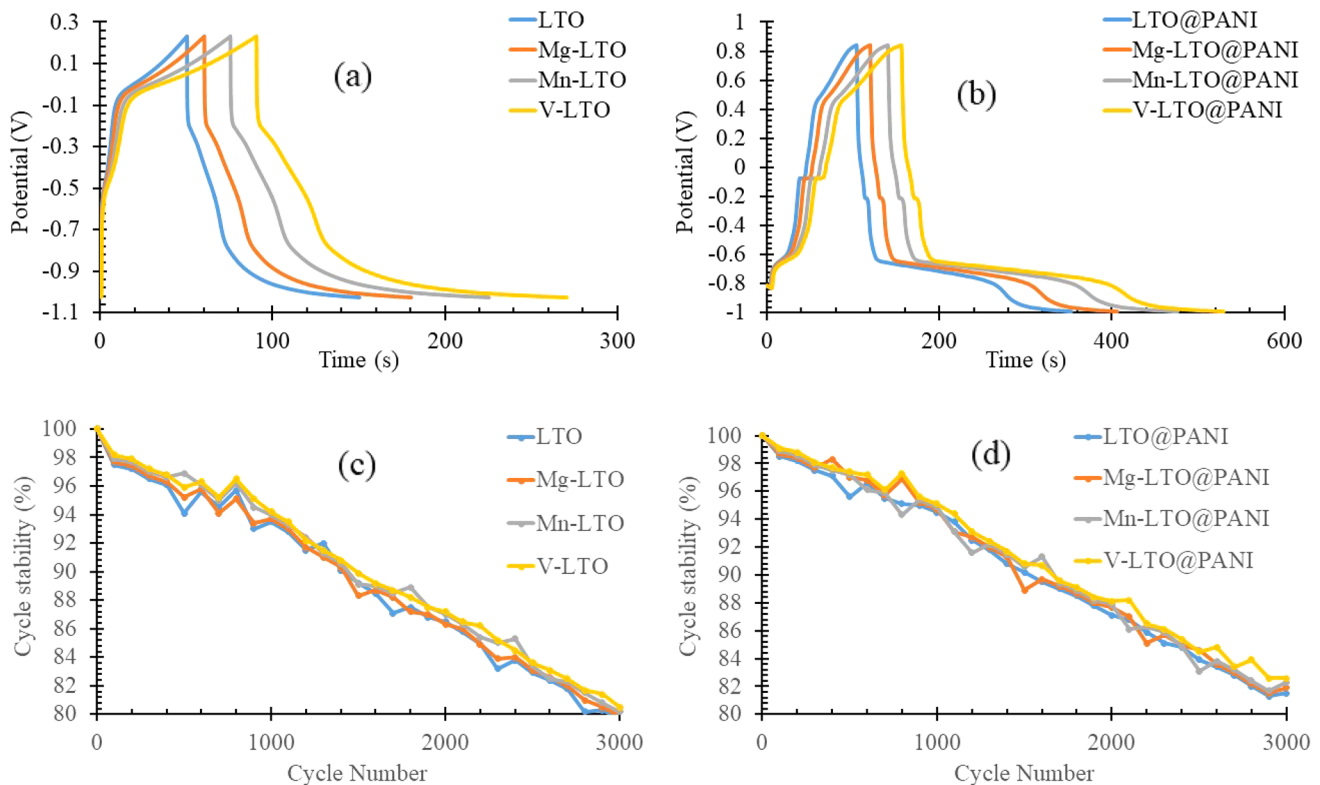 0.3
0.1
-0.1
-0.3
-0.5
-0.7
-0.9
-1.1
Potential (V)
0
100
200
300
Time (s)
(a)
LTO
Mg-LTO
Mn-LTO
V-LTO
1
0.8
0.6
0.4
0.2
0
-0.2
-0.4
-0.6
-0.8
-1
Potential (V)
0
200
400
600
Time (s)
(b)
LTO@PANI
Mg-LTO@PANI
Mn-LTO@PANI
V-LTO@PANI
100
98
96
94
92
90
88
86
84
82
80
Cycle stability (%)
0
1000
2000
3000
Cycle Number
(c)
LTO
Mg-LTO
Mn-LTO
V-LTO
100
98
96
94
92
90
88
86
84
82
80
Cycle stability (%)
0
1000
2000
3000
Cycle Number
(d)
LTO@PANI
Mg-LTO@PANI
Mn-LTO@PANI
V-LTO@PANI